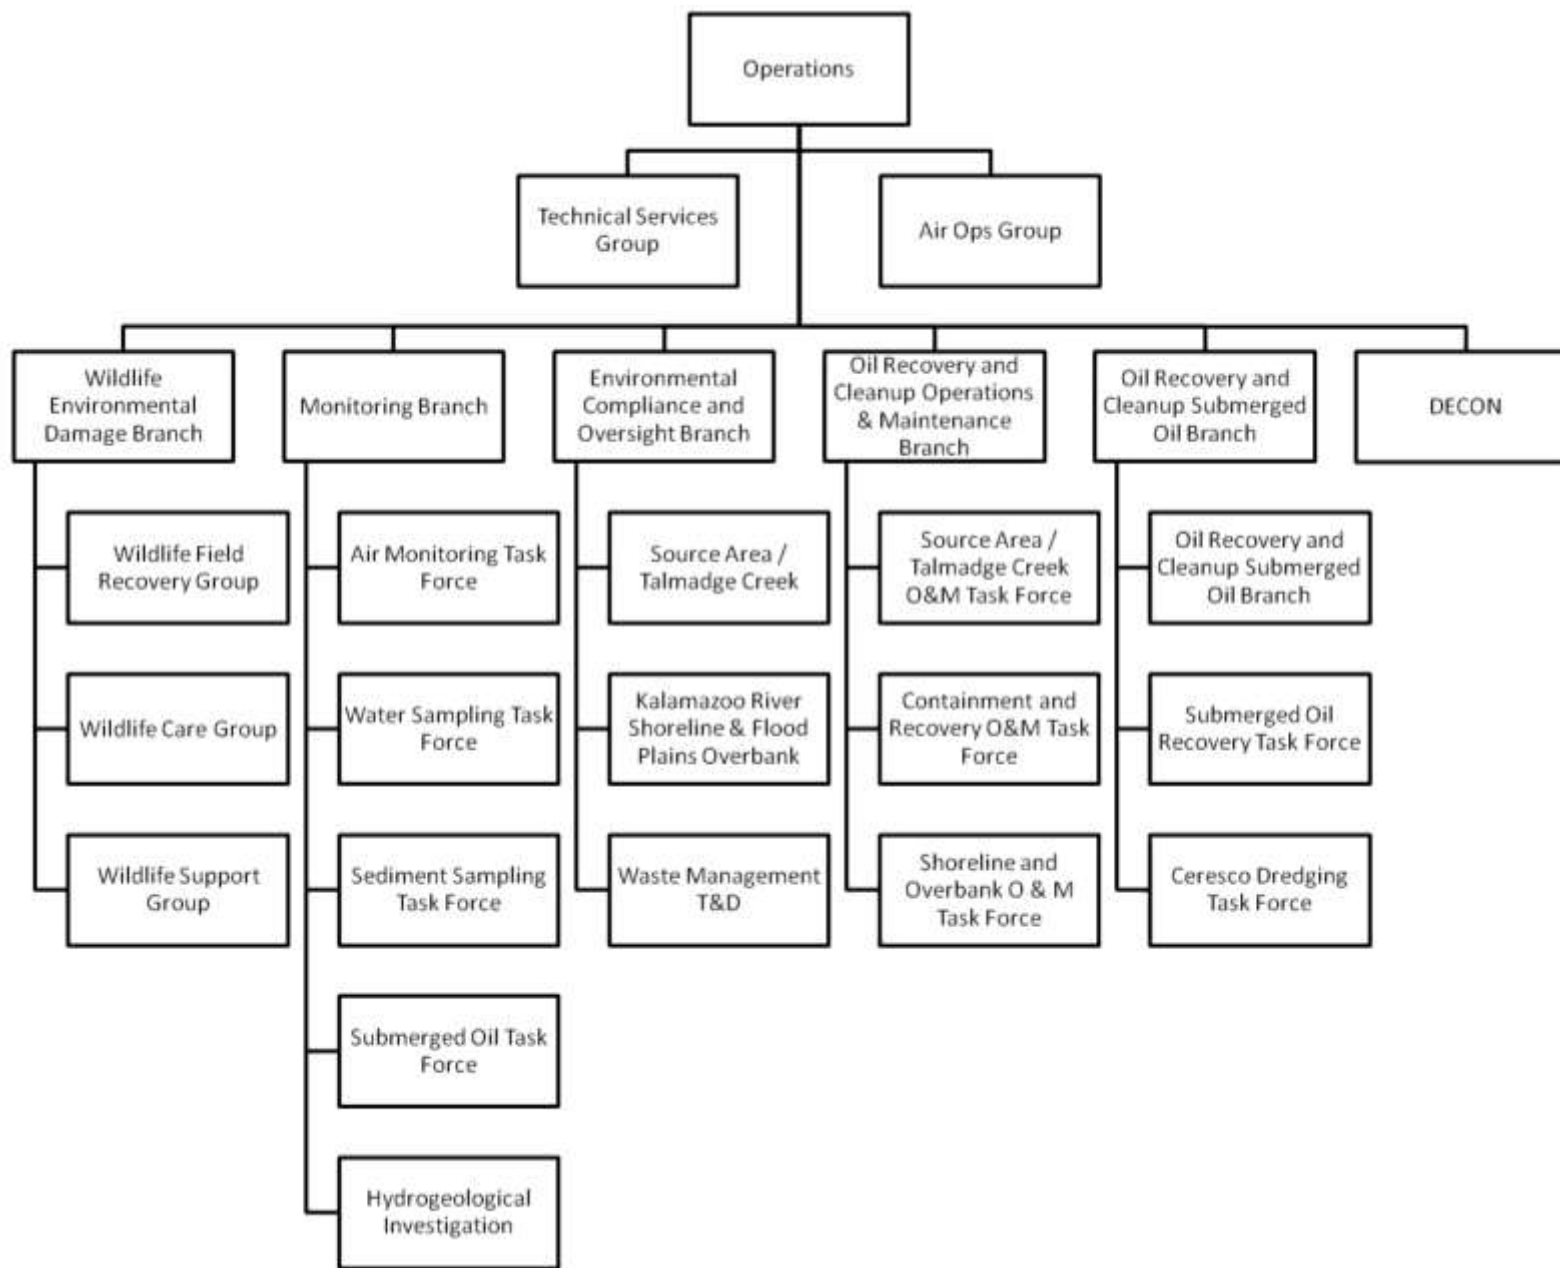 Operations
Technical Services
Group
Air Ops Group
Wildlife
Environmental
Damage Branch
Monitoring Branch
Environmental
Compliance and
Oversight Branch
Oil Recovery and
Cleanup Operations
& Maintenance
Branch
Oil Recovery and
Cleanup Submerged
Oil Branch
DECON
Wildlife Field
Recovery Group
Air Monitoring Task
Force
Source Area /
Talmadge Creek
Source Area /
Talmadge Creek
O&M Task Force
Oil Recovery and
Cleanup Submerged
Oil Branch
Wildlife Care Group
Water Sampling Task
Force
Kalamazoo River
Shoreline & Flood
Plains Overbank
Containment and
Recovery O&M Task
Force
Submerged Oil
Recovery Task Force
Wildlife Support
Group
Sediment Sampling
Task Force
Waste Management
T&D
Shoreline and
Overbank O & M
Task Force
Ceresco Dredging
Task Force
Submerged Oil Task
Force
Hydrogeological
Investigation